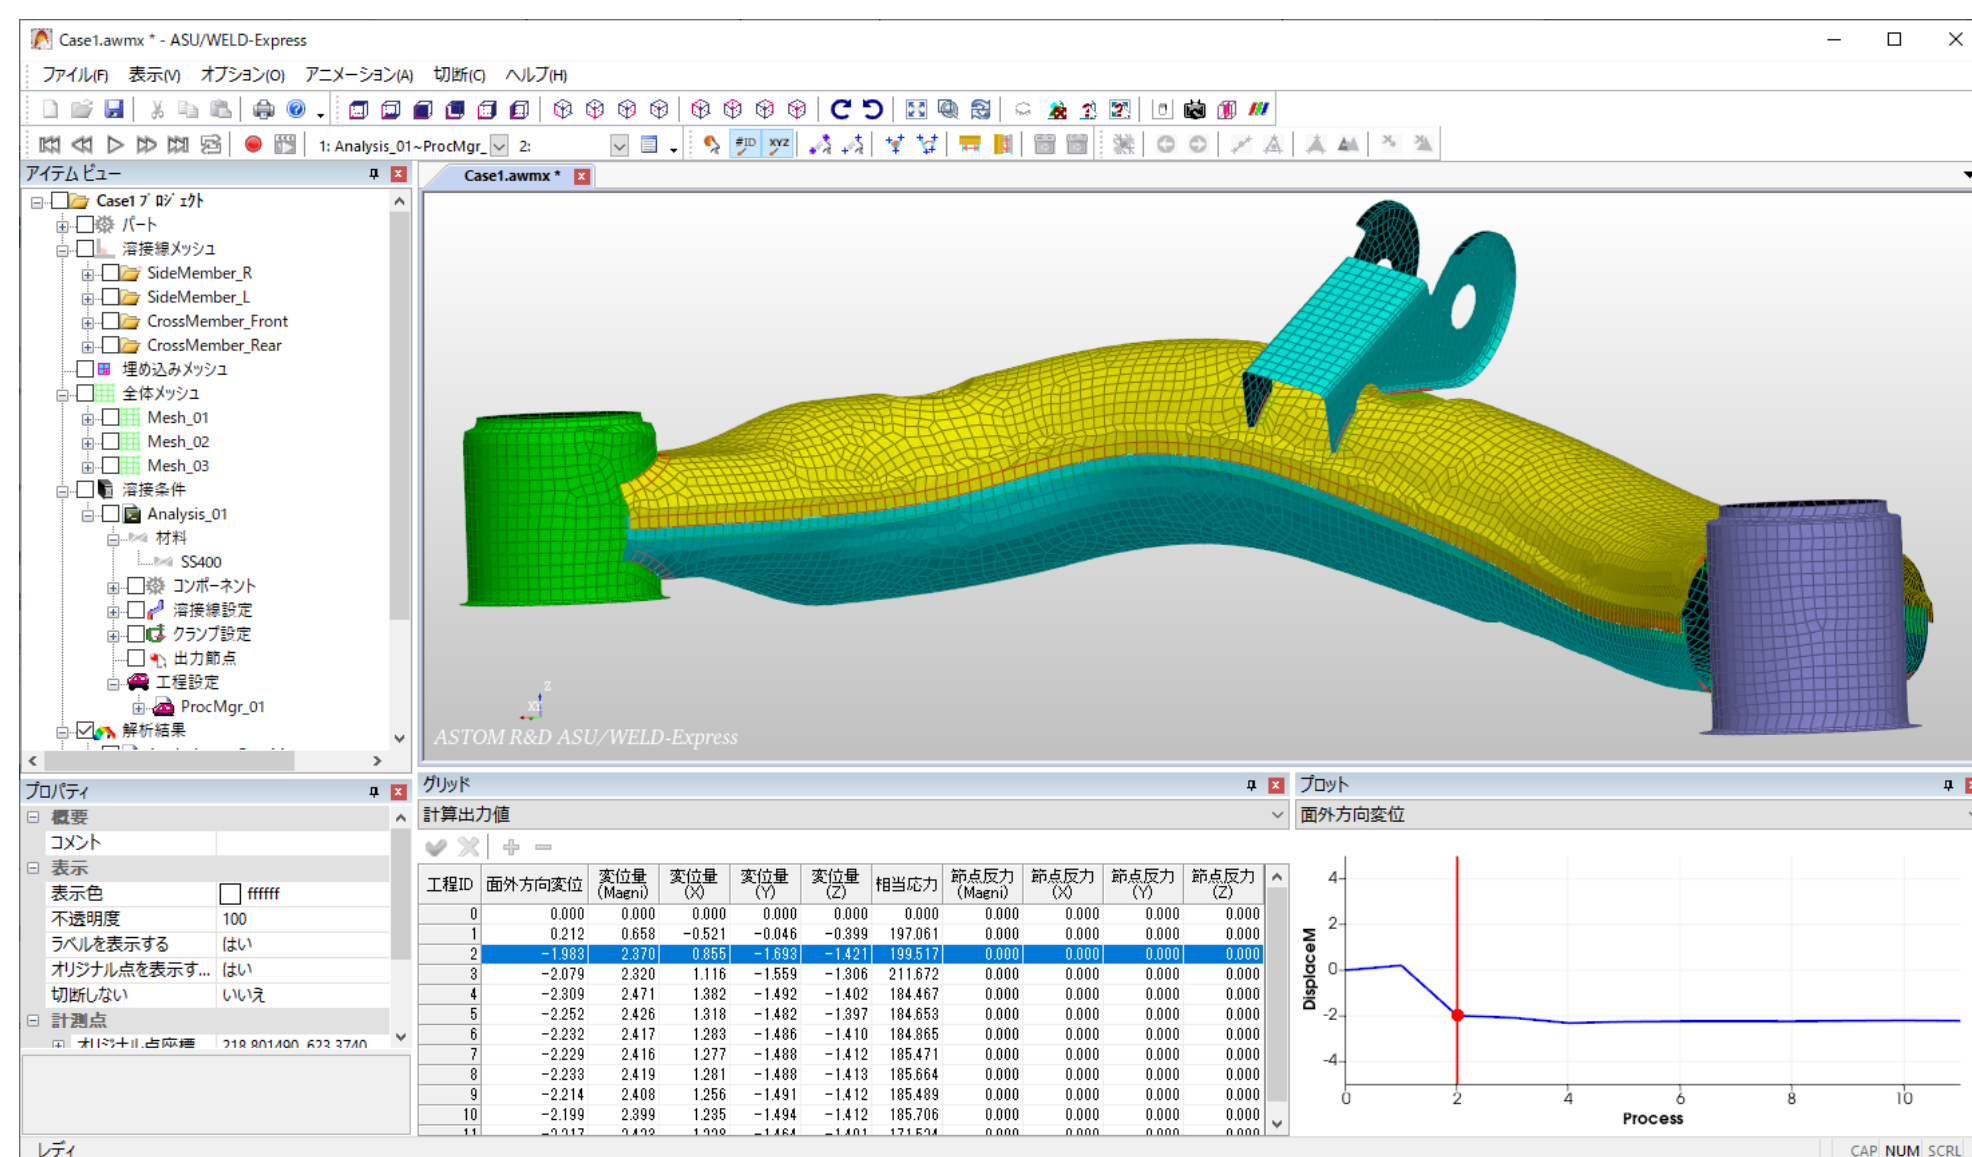 Case1.awmx * - ASU/WELD-Express
ファイル(F) 表示(V) オプション(O) アニメーション(A) 切断(C) ヘルプ(H)
1: Analysis_01~ProcMgr_ 2: #ID XYZ
アイテム ビュー
Case1 プロジェクト
パート
溶接線メッシュ
SideMember_R
SideMember_L
CrossMember_Front
CrossMember_Rear
埋め込みメッシュ
全体メッシュ
Mesh_01
Mesh_02
Mesh_03
溶接条件
Analysis_01
材料
SS400
コンポーネント
溶接線設定
クランプ設定
出力節点
工程設定
ProcMgr_01
解析結果
Case1.awmx *
Z
XY
ASTOM R&D ASU/WELD-Express
プロパティ
概要
コメント
表示
表示色 ffffff
不透明度 100
ラベルを表示する はい
オリジナル点を表示す... はい
切断しない いいえ
計測点
オリジナル点座標 218.801490, 623.3740
グリッド
計算出力値
工程ID 面外方向変位 変位量(Magni) 変位量(X) 変位量(Y) 変位量(Z) 相当応力 節点反力(Magni) 節点反力(X) 節点反力(Y) 節点反力(Z)
0 0.000 0.000 0.000 0.000 0.000 0.000 0.000 0.000 0.000 0.000
1 0.212 0.658 -0.521 -0.046 -0.399 197.061 0.000 0.000 0.000 0.000
2 -1.983 2.370 0.855 -1.693 -1.421 199.517 0.000 0.000 0.000 0.000
3 -2.079 2.320 1.116 -1.559 -1.306 211.672 0.000 0.000 0.000 0.000
4 -2.309 2.471 1.382 -1.492 -1.402 184.467 0.000 0.000 0.000 0.000
5 -2.252 2.426 1.318 -1.482 -1.397 184.653 0.000 0.000 0.000 0.000
6 -2.232 2.417 1.283 -1.486 -1.410 184.865 0.000 0.000 0.000 0.000
7 -2.229 2.416 1.277 -1.488 -1.412 185.471 0.000 0.000 0.000 0.000
8 -2.233 2.419 1.281 -1.488 -1.413 185.664 0.000 0.000 0.000 0.000
9 -2.214 2.408 1.256 -1.491 -1.412 185.489 0.000 0.000 0.000 0.000
10 -2.199 2.399 1.235 -1.494 -1.412 185.706 0.000 0.000 0.000 0.000
プロット
面外方向変位
4
2
0
-2
-4
DisplaceM
0 2 4 6 8 10
Process
レディ
CAP NUM SCRL